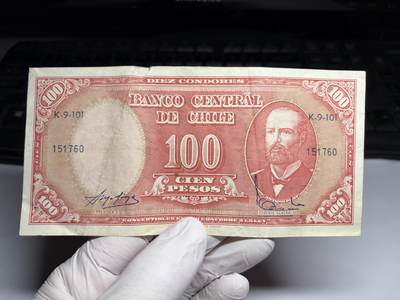 DIEZ CONDORES
100 100
BANCO CENTRAL
DE CHILE
K-9-101 K-9-101
151760 151760
100
CIEN
PESOS
100 100